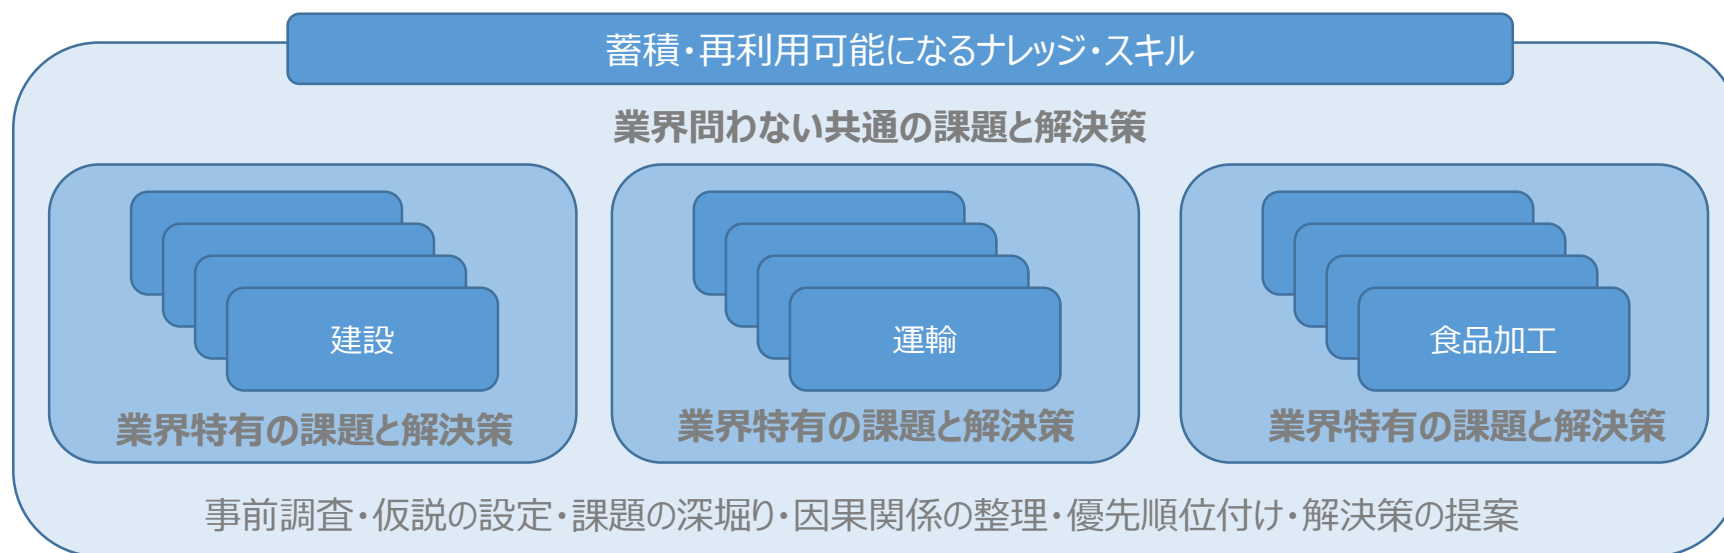 蓄積・再利用可能になるナレッジ・スキル
業界問わない共通の課題と解決策
建設
業界特有の課題と解決策
運輸
業界特有の課題と解決策
食品加工
業界特有の課題と解決策
事前調査・仮説の設定・課題の深堀り・因果関係の整理・優先順位付け・解決策の提案